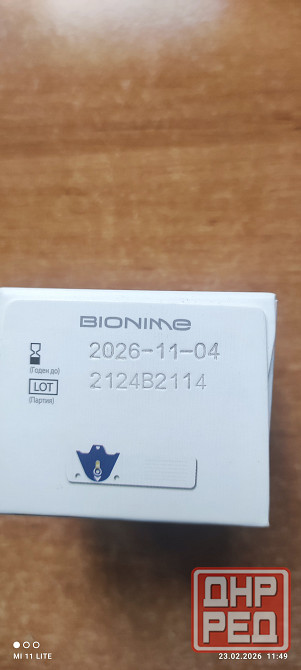 BIONIME
2026-11-04
(Годен до)
LOT
2124B2114
(Партия)
ДНР
РЕД
MI 11 LITE
23.02.2026 11:49